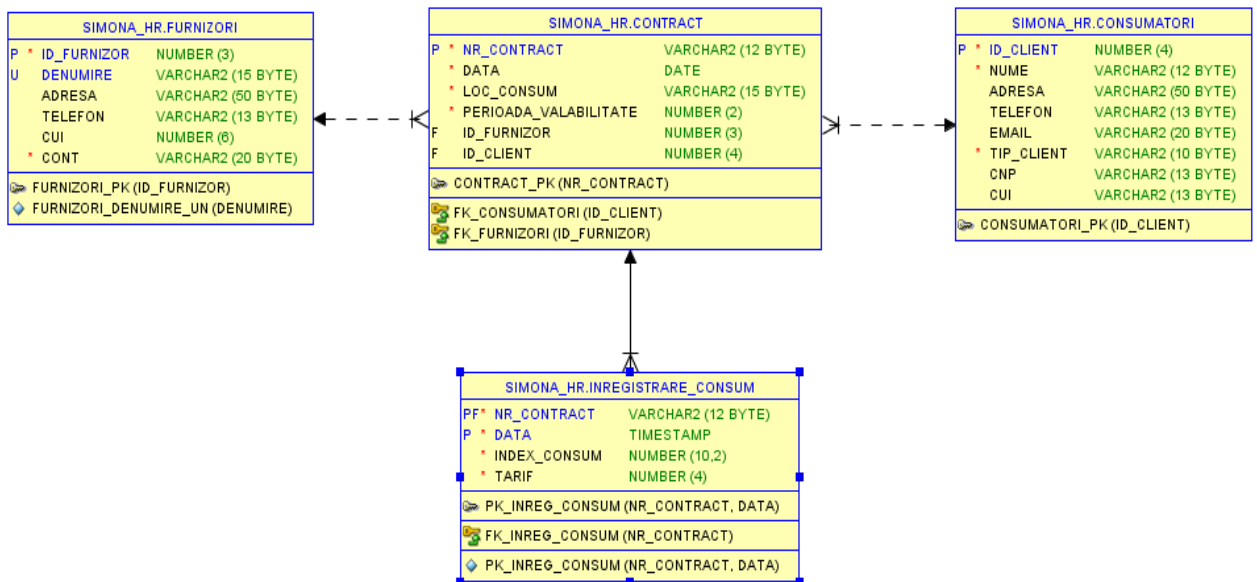 SIMONA_HR.FURNIZORI
P * ID_FURNIZOR NUMBER (3)
U DENUMIRE VARCHAR2 (15 BYTE)
ADRESA VARCHAR2 (50 BYTE)
TELEFON VARCHAR2 (13 BYTE)
CUI NUMBER (6)
* CONT VARCHAR2 (20 BYTE)
FURNIZORI_PK (ID_FURNIZOR)
FURNIZORI_DENUMIRE_UN (DENUMIRE)
SIMONA_HR.CONTRACT
P * NR_CONTRACT VARCHAR2 (12 BYTE)
* DATA DATE
* LOC_CONSUM VARCHAR2 (15 BYTE)
* PERIOADA_VALABILITATE NUMBER (2)
F ID_FURNIZOR NUMBER (3)
F ID_CLIENT NUMBER (4)
CONTRACT_PK (NR_CONTRACT)
FK_CONSUMATORI (ID_CLIENT)
FK_FURNIZORI (ID_FURNIZOR)
SIMONA_HR.CONSUMATORI
P * ID_CLIENT NUMBER (4)
* NUME VARCHAR2 (12 BYTE)
ADRESA VARCHAR2 (50 BYTE)
TELEFON VARCHAR2 (13 BYTE)
EMAIL VARCHAR2 (20 BYTE)
* TIP_CLIENT VARCHAR2 (10 BYTE)
CNP VARCHAR2 (13 BYTE)
CUI VARCHAR2 (13 BYTE)
CONSUMATORI_PK (ID_CLIENT)
SIMONA_HR.INREGISTRARE_CONSUM
PF* NR_CONTRACT VARCHAR2 (12 BYTE)
P * DATA TIMESTAMP
* INDEX_CONSUM NUMBER (10,2)
* TARIF NUMBER (4)
PK_INREG_CONSUM (NR_CONTRACT, DATA)
FK_INREG_CONSUM (NR_CONTRACT)
PK_INREG_CONSUM (NR_CONTRACT, DATA)